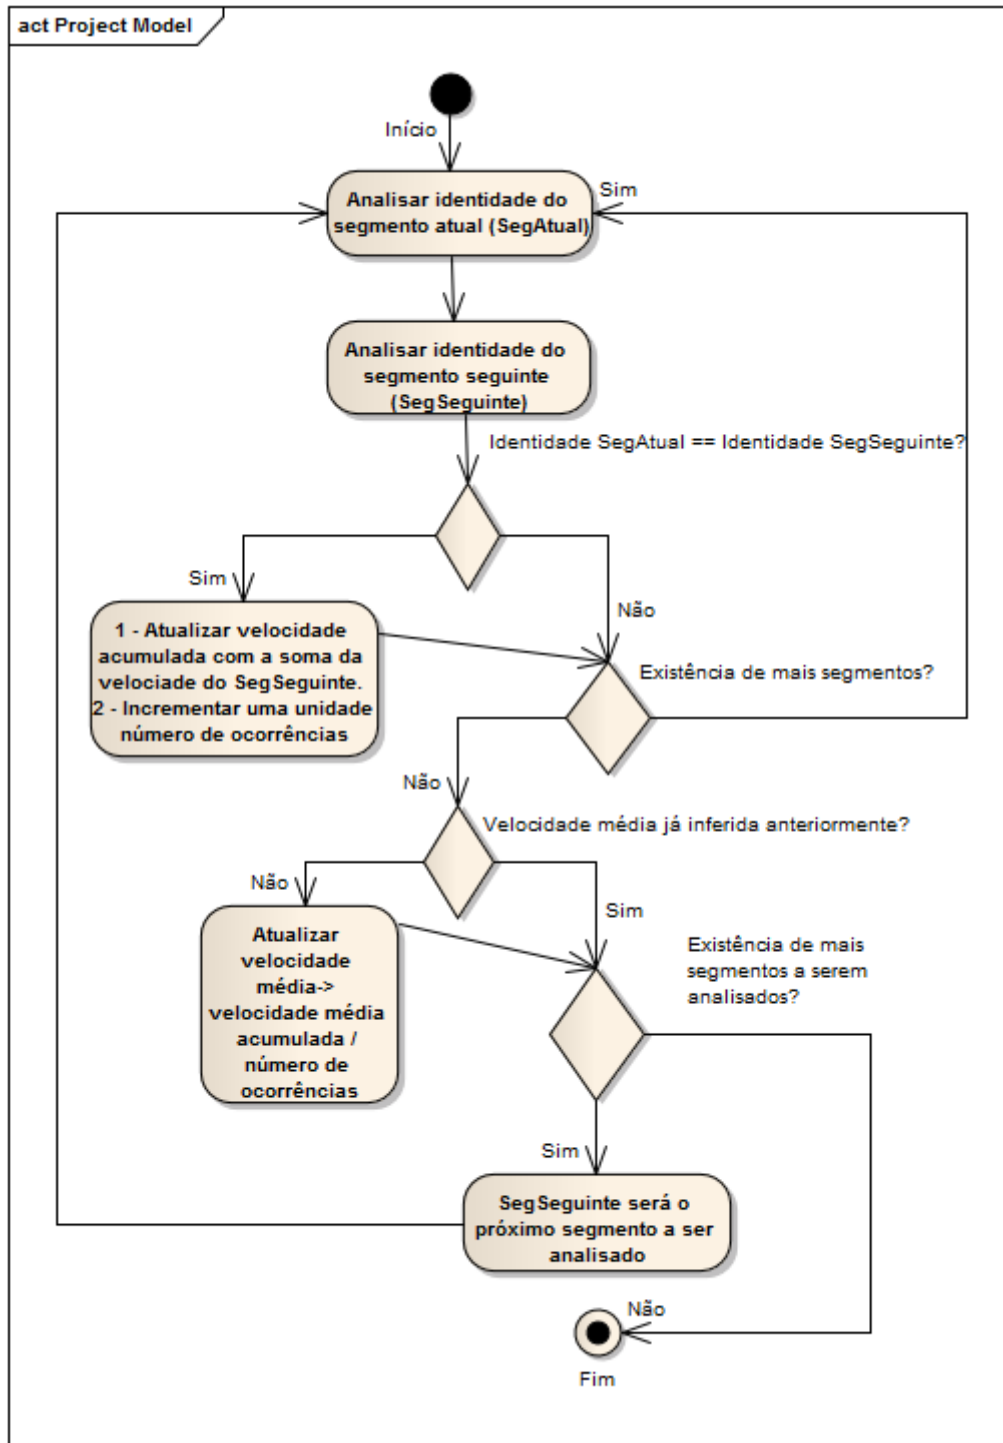 act Project Model
Início
Analisar identidade do
segmento atual (SegAtual)
Sim
Analisar identidade do
segmento seguinte
(SegSeguinte)
Identidade SegAtual == Identidade SegSeguinte?
Sim
Não
1 - Atualizar velocidade
acumulada com a soma da
velociade do SegSeguinte.
2 - Incrementar uma unidade
número de ocorrências
Existência de mais segmentos?
Não
Velocidade média já inferida anteriormente?
Não
Sim
Atualizar
velocidade
média->
velocidade média
acumulada /
número de
ocorrências
Existência de mais
segmentos a serem
analisados?
Sim
SegSeguinte será o
próximo segmento a ser
analisado
Não
Fim